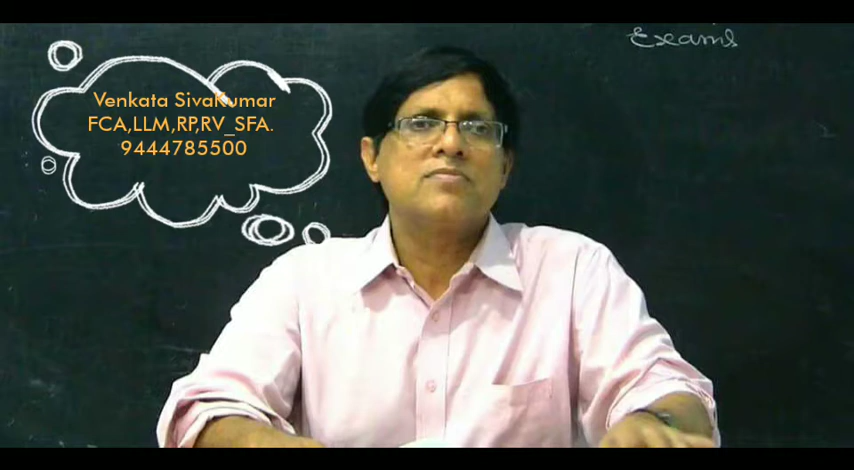 Exams
Venkata SivaKumar
FCA,LLM,RP,RV_SFA.
9444785500